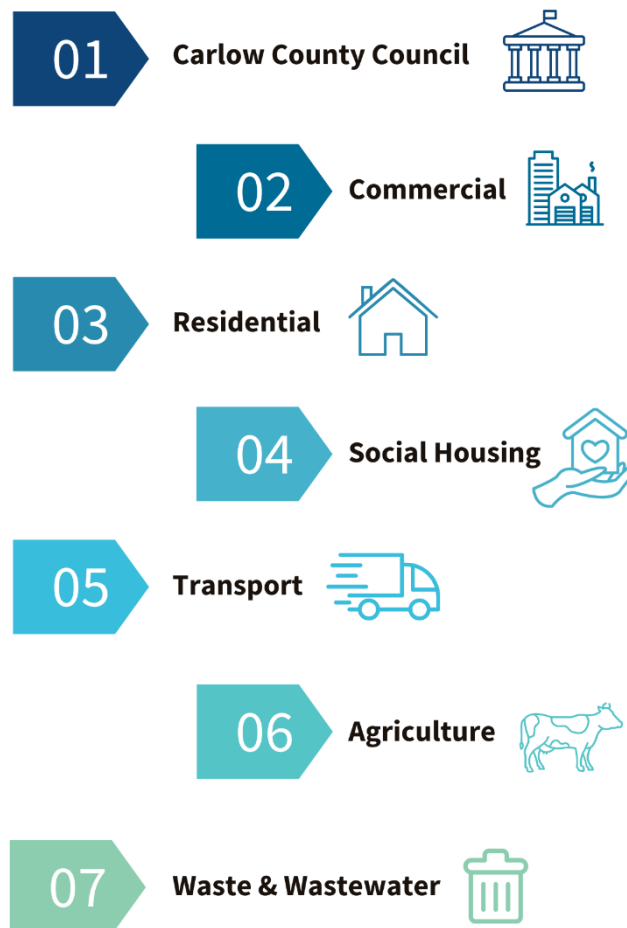 01 Carlow County Council
02 Commercial
03 Residential
04 Social Housing
05 Transport
06 Agriculture
07 Waste & Wastewater